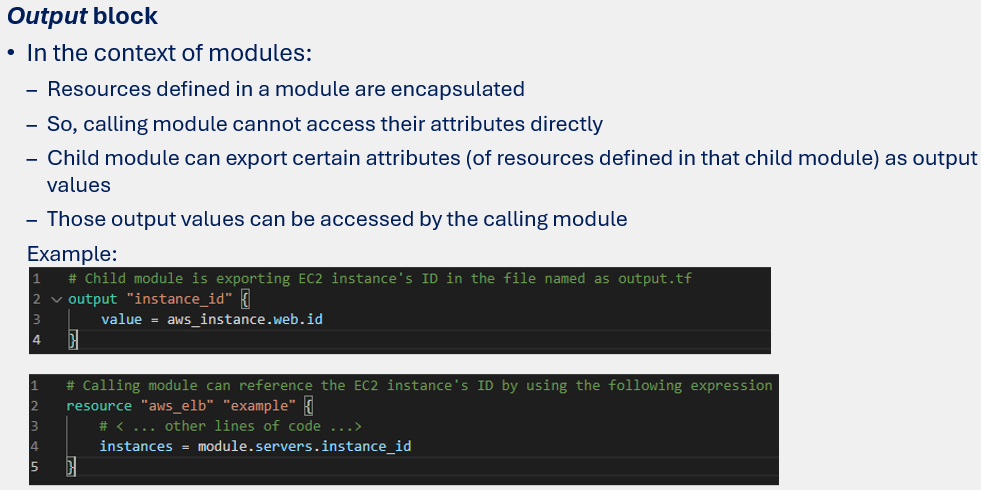 Output block
• In the context of modules:
– Resources defined in a module are encapsulated
– So, calling module cannot access their attributes directly
– Child module can export certain attributes (of resources defined in that child module) as output
values
– Those output values can be accessed by the calling module
Example:
1 # Child module is exporting EC2 instance's ID in the file named as output.tf
2 output "instance_id" {
3 value = aws_instance.web.id
4 }
1 # Calling module can reference the EC2 instance's ID by using the following expression
2 resource "aws_elb" "example" {
3 # < ... other lines of code ...>
4 instances = module.servers.instance_id
5 }